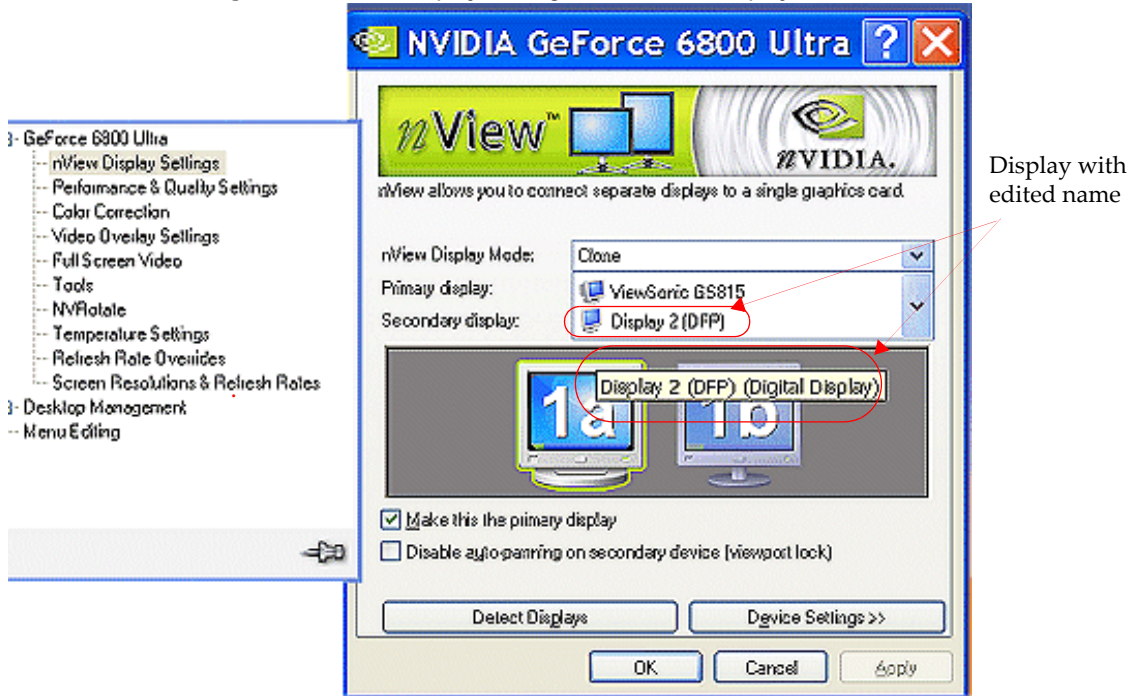 NVIDIA GeForce 6800 Ultra
nView™
nVIDIA.
nView allows you to connect separate displays to a single graphics card.
GeForce 6800 Ultra
nView Display Settings
Performance & Quality Settings
Color Correction
Video Overlay Settings
Full Screen Video
Tools
NVRotate
Temperature Settings
Refresh Rate Overrides
Screen Resolutions & Refresh Rates
Desktop Management
Menu Editing
nView Display Mode:
Clone
Primary display:
ViewSonic GS815
Secondary display:
Display 2 (DFP)
Display 2 (DFP) (Digital Display)
1a
1b
Make this the primary display
Disable auto-panning on secondary device (viewport lock)
Detect Displays
Device Settings >>
OK
Cancel
Apply
Display with
edited name